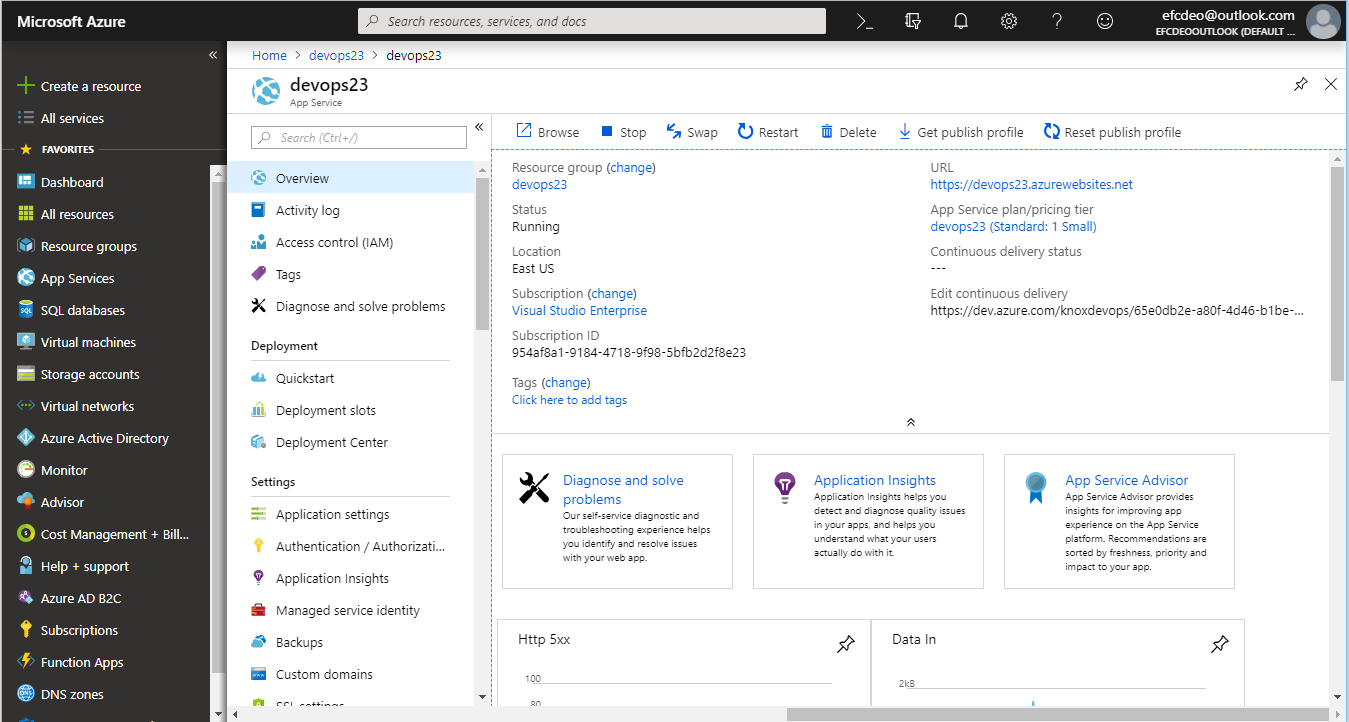 Microsoft Azure
Search resources, services, and docs
efcdeo@outlook.com
EFCDEOOUTLOOK (DEFAULT ...
Create a resource
All services
FAVORITES
Dashboard
All resources
Resource groups
App Services
SQL databases
Virtual machines
Storage accounts
Virtual networks
Azure Active Directory
Monitor
Advisor
Cost Management + Bill...
Help + support
Azure AD B2C
Subscriptions
Function Apps
DNS zones
Home > devops23 > devops23
devops23
App Service
Search (Ctrl+/)
Overview
Activity log
Access control (IAM)
Tags
Diagnose and solve problems
Deployment
Quickstart
Deployment slots
Deployment Center
Settings
Application settings
Authentication / Authorizati...
Application Insights
Managed service identity
Backups
Custom domains
SSL settings
Browse Stop Swap Restart Delete Get publish profile Reset publish profile
Resource group (change)
devops23
Status
Running
Location
East US
Subscription (change)
Visual Studio Enterprise
Subscription ID
954af8a1-9184-4718-9f98-5bfb2d2f8e23
Tags (change)
Click here to add tags
URL
https://devops23.azurewebsites.net
App Service plan/pricing tier
devops23 (Standard: 1 Small)
Continuous delivery status
---
Edit continuous delivery
https://dev.azure.com/knoxdevops/65e0db2e-a80f-4d46-b1be-...
Diagnose and solve
problems
Our self-service diagnostic and
troubleshooting experience helps
you identify and resolve issues
with your web app.
Application Insights
Application Insights helps you
detect and diagnose quality issues
in your apps, and helps you
understand what your users
actually do with it.
App Service Advisor
App Service Advisor provides
insights for improving app
experience on the App Service
platform. Recommendations are
sorted by freshness, priority and
impact to your app.
Http 5xx
100
80
Data In
2kB